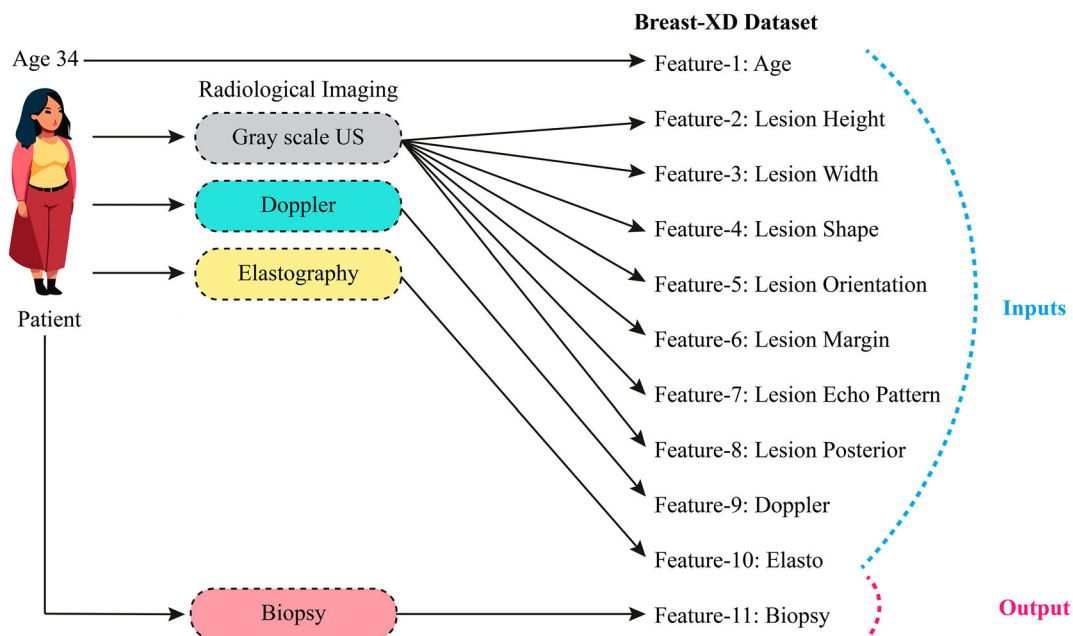 Breast-XD Dataset
Age 34
Feature-1: Age
Radiological Imaging
Gray scale US
Feature-2: Lesion Height
Feature-3: Lesion Width
Doppler
Feature-4: Lesion Shape
Elastography
Feature-5: Lesion Orientation
Patient
Inputs
Feature-6: Lesion Margin
Feature-7: Lesion Echo Pattern
Feature-8: Lesion Posterior
Feature-9: Doppler
Feature-10: Elasto
Biopsy
Feature-11: Biopsy
Output